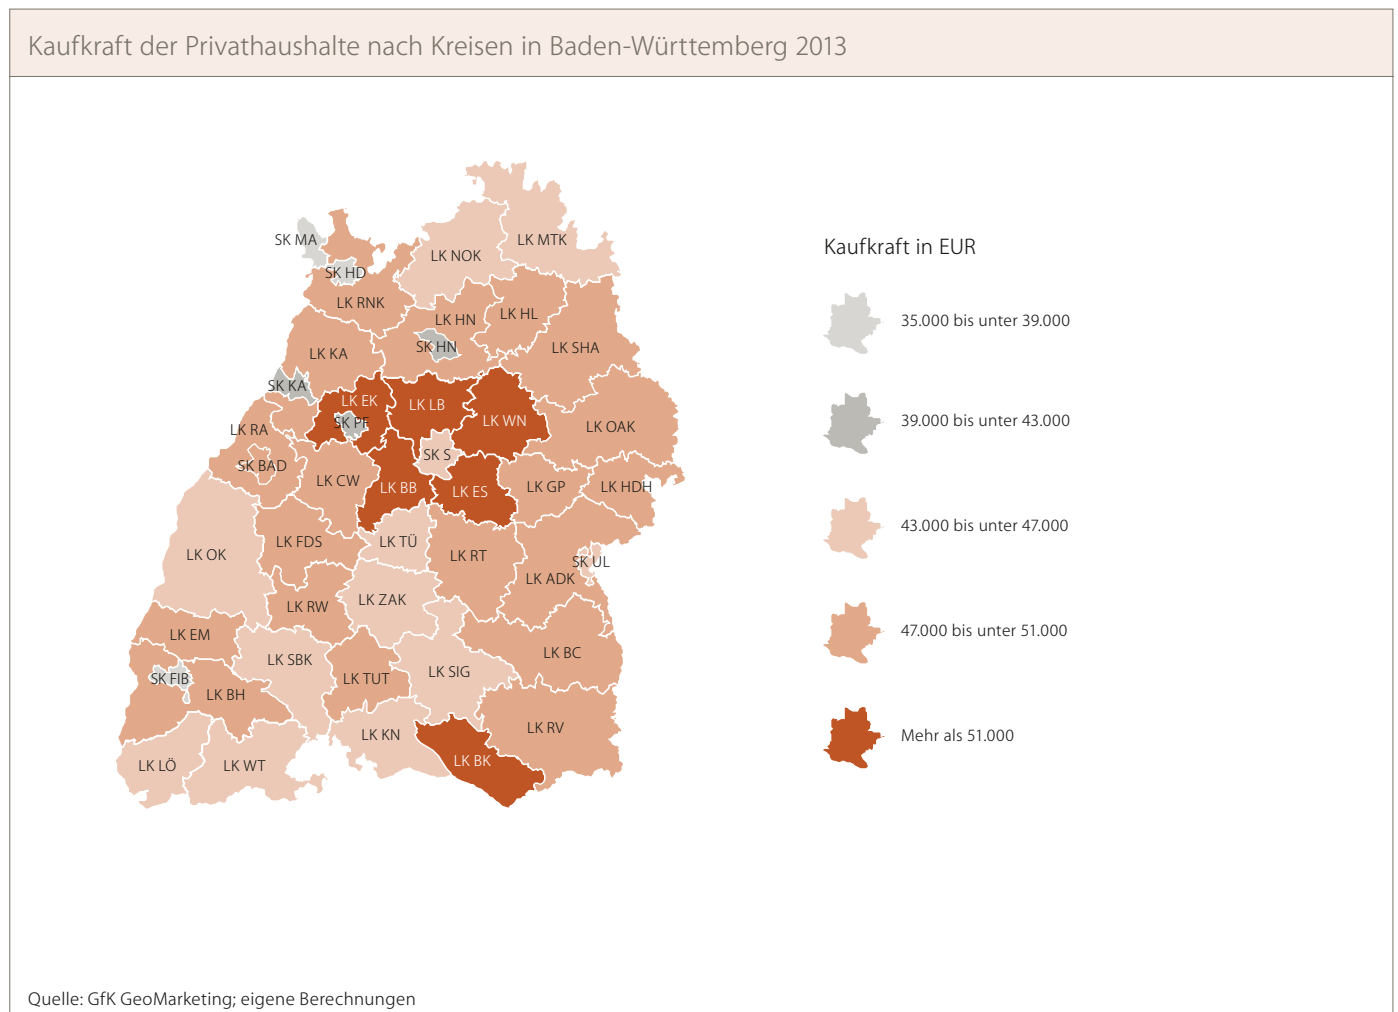 Kaufkraft der Privathaushalte nach Kreisen in Baden-Württemberg 2013
SK MA
LK NOK
LK MTK
SK HD
LK RNK
LK HN
LK HL
LK KA
SK HN
LK SHA
SK KA
LK EK
LK LB
LK WN
SK PF
LK RA
LK OAK
SK BAD
SK S
LK CW
LK BB
LK ES
LK GP
LK HDH
LK OK
LK FDS
LK TÜ
LK RT
SK UL
LK ADK
LK RW
LK ZAK
LK EM
LK SBK
LK BC
SK FIB
LK BH
LK TUT
LK SIG
LK KN
LK RV
LK LÖ
LK WT
LK BK
Kaufkraft in EUR
35.000 bis unter 39.000
39.000 bis unter 43.000
43.000 bis unter 47.000
47.000 bis unter 51.000
Mehr als 51.000
Quelle: GfK GeoMarketing; eigene Berechnungen